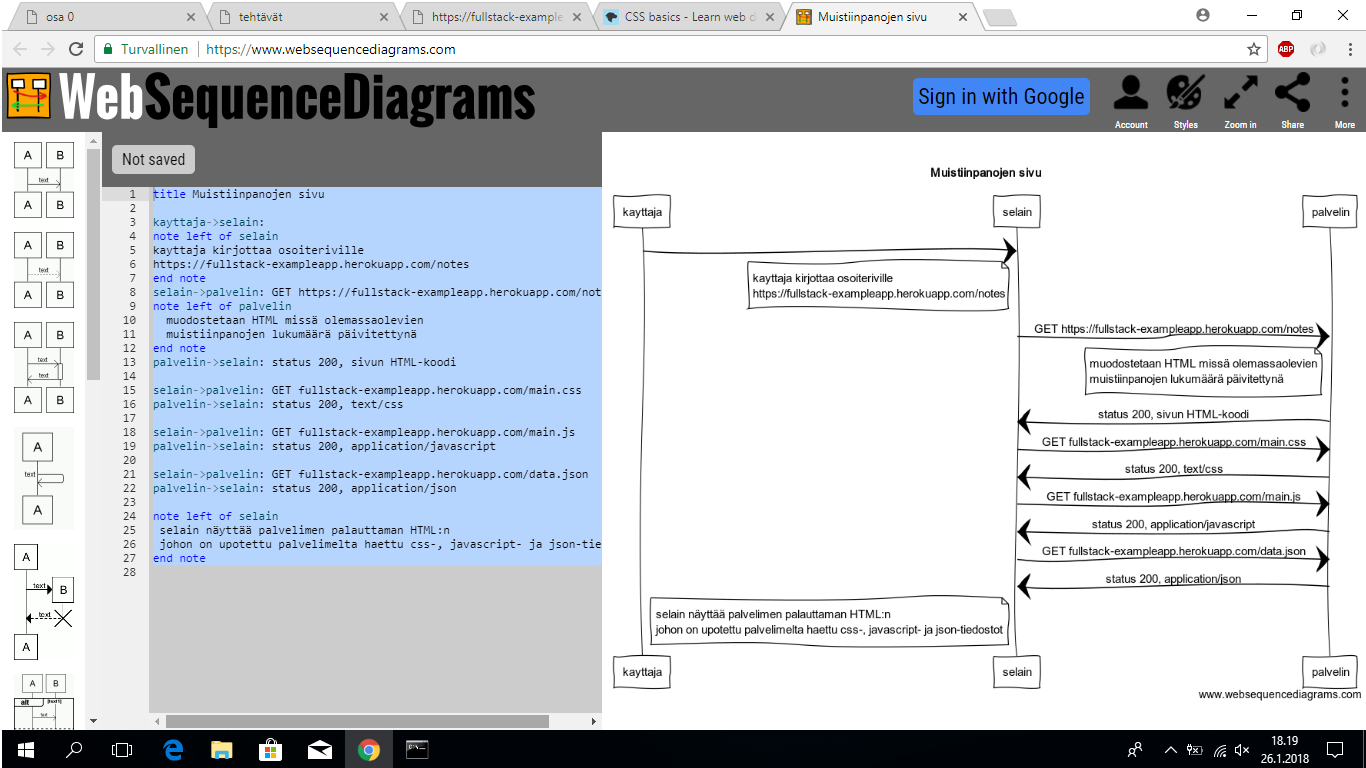 osa 0
tehtävät
https://fullstack-example
CSS basics - Learn web d
Muistiinpanojen sivu
Turvallinen
https://www.websequencediagrams.com
ABP
WebSequenceDiagrams
Sign in with Google
Account
Styles
Zoom in
Share
More
Not saved
A B
text
A B
A B
text
A B
A B
text
text
A B
A
text
A
A
text B
text
A
A B
alt [text]
text
1 title Muistiinpanojen sivu
2
3 kayttaja->selain:
4 note left of selain
5 kayttaja kirjottaa osoiteriville
6 https://fullstack-exampleapp.herokuapp.com/notes
7 end note
8 selain->palvelin: GET https://fullstack-exampleapp.herokuapp.com/not
9 note left of palvelin
10 muodostetaan HTML missä olemassaolevien
11 muistiinpanojen lukumäärä päivitettynä
12 end note
13 palvelin->selain: status 200, sivun HTML-koodi
14
15 selain->palvelin: GET fullstack-exampleapp.herokuapp.com/main.css
16 palvelin->selain: status 200, text/css
17
18 selain->palvelin: GET fullstack-exampleapp.herokuapp.com/main.js
19 palvelin->selain: status 200, application/javascript
20
21 selain->palvelin: GET fullstack-exampleapp.herokuapp.com/data.json
22 palvelin->selain: status 200, application/json
23
24 note left of selain
25 selain näyttää palvelimen palauttaman HTML:n
26 johon on upotettu palvelimelta haettu css-, javascript- ja json-tie
27 end note
28
Muistiinpanojen sivu
kayttaja
selain
palvelin
kayttaja kirjottaa osoiteriville
https://fullstack-exampleapp.herokuapp.com/notes
GET https://fullstack-exampleapp.herokuapp.com/notes
muodostetaan HTML missä olemassaolevien
muistiinpanojen lukumäärä päivitettynä
status 200, sivun HTML-koodi
GET fullstack-exampleapp.herokuapp.com/main.css
status 200, text/css
GET fullstack-exampleapp.herokuapp.com/main.js
status 200, application/javascript
GET fullstack-exampleapp.herokuapp.com/data.json
status 200, application/json
selain näyttää palvelimen palauttaman HTML:n
johon on upotettu palvelimelta haettu css-, javascript- ja json-tiedostot
kayttaja
selain
palvelin
www.websequencediagrams.com
18.19
26.1.2018